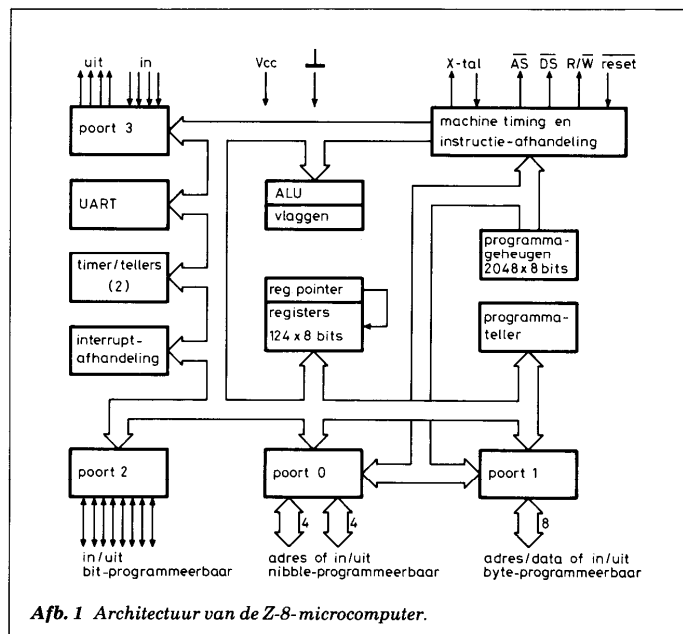 uit in Vcc X-tal AS DS R/W reset
poort 3
machine timing en
instructie-afhandeling
UART
ALU
vlaggen
programma-
geheugen
2048 x 8 bits
timer/tellers
(2)
reg pointer
registers
124 x 8 bits
programma-
teller
interrupt-
afhandeling
poort 2
poort 0
poort 1
4 4 8
in/uit
bit-programmeerbaar
adres of in/uit
nibble-programmeerbaar
adres/data of in/uit
byte-programmeerbaar
Afb. 1 Architectuur van de Z-8-microcomputer.